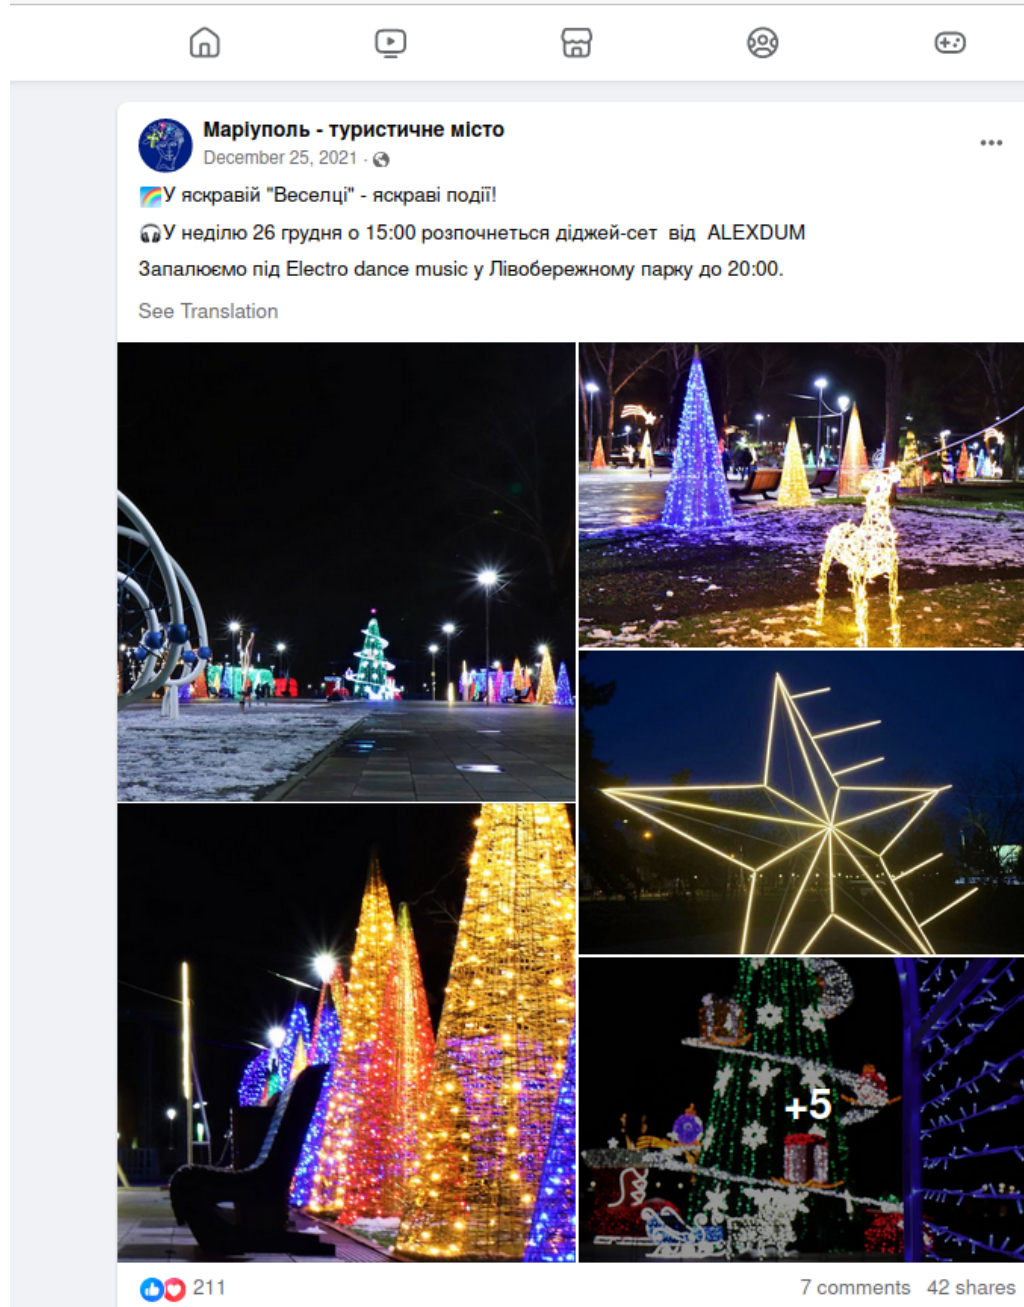 Маріуполь - туристичне місто
December 25, 2021 ·
🌈У яскравій "Веселці" - яскраві події!
🎧У неділю 26 грудня о 15:00 розпочнеться діджей-сет від ALEXDUM
Запалюємо під Electro dance music у Лівобережному парку до 20:00.
See Translation
+5
211
7 comments 42 shares